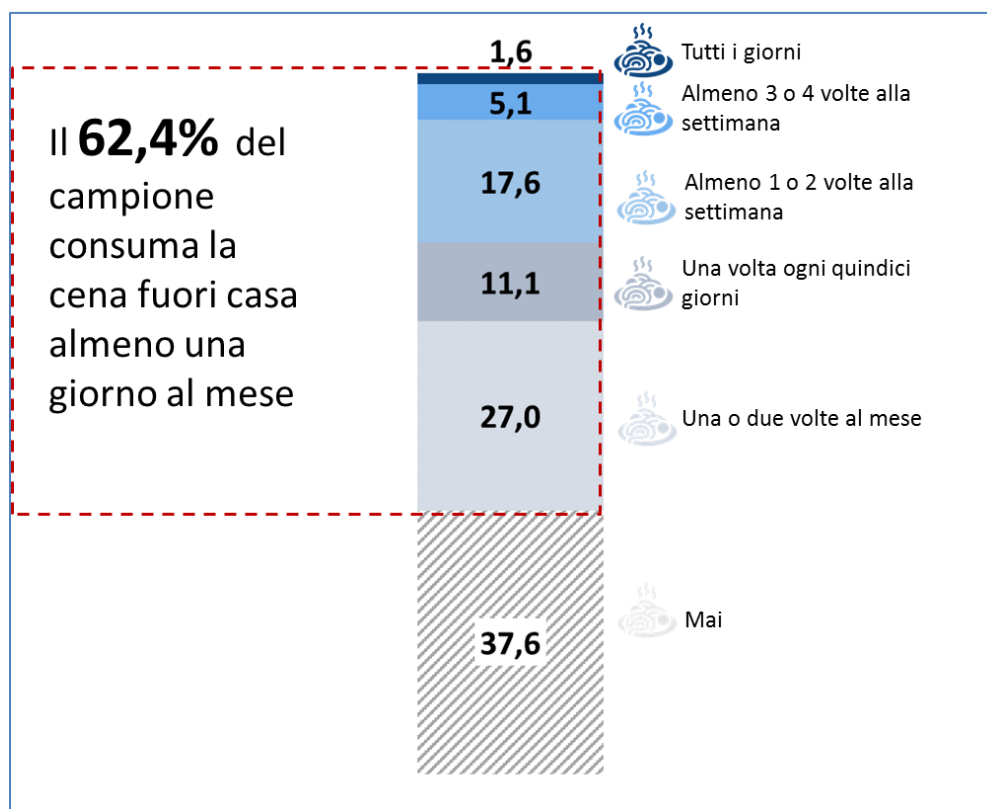 Il 62,4% del
campione
consuma la
cena fuori casa
almeno una
giorno al mese
1,6
Tutti i giorni
5,1
Almeno 3 o 4 volte alla
settimana
17,6
Almeno 1 o 2 volte alla
settimana
11,1
Una volta ogni quindici
giorni
27,0
Una o due volte al mese
37,6
Mai